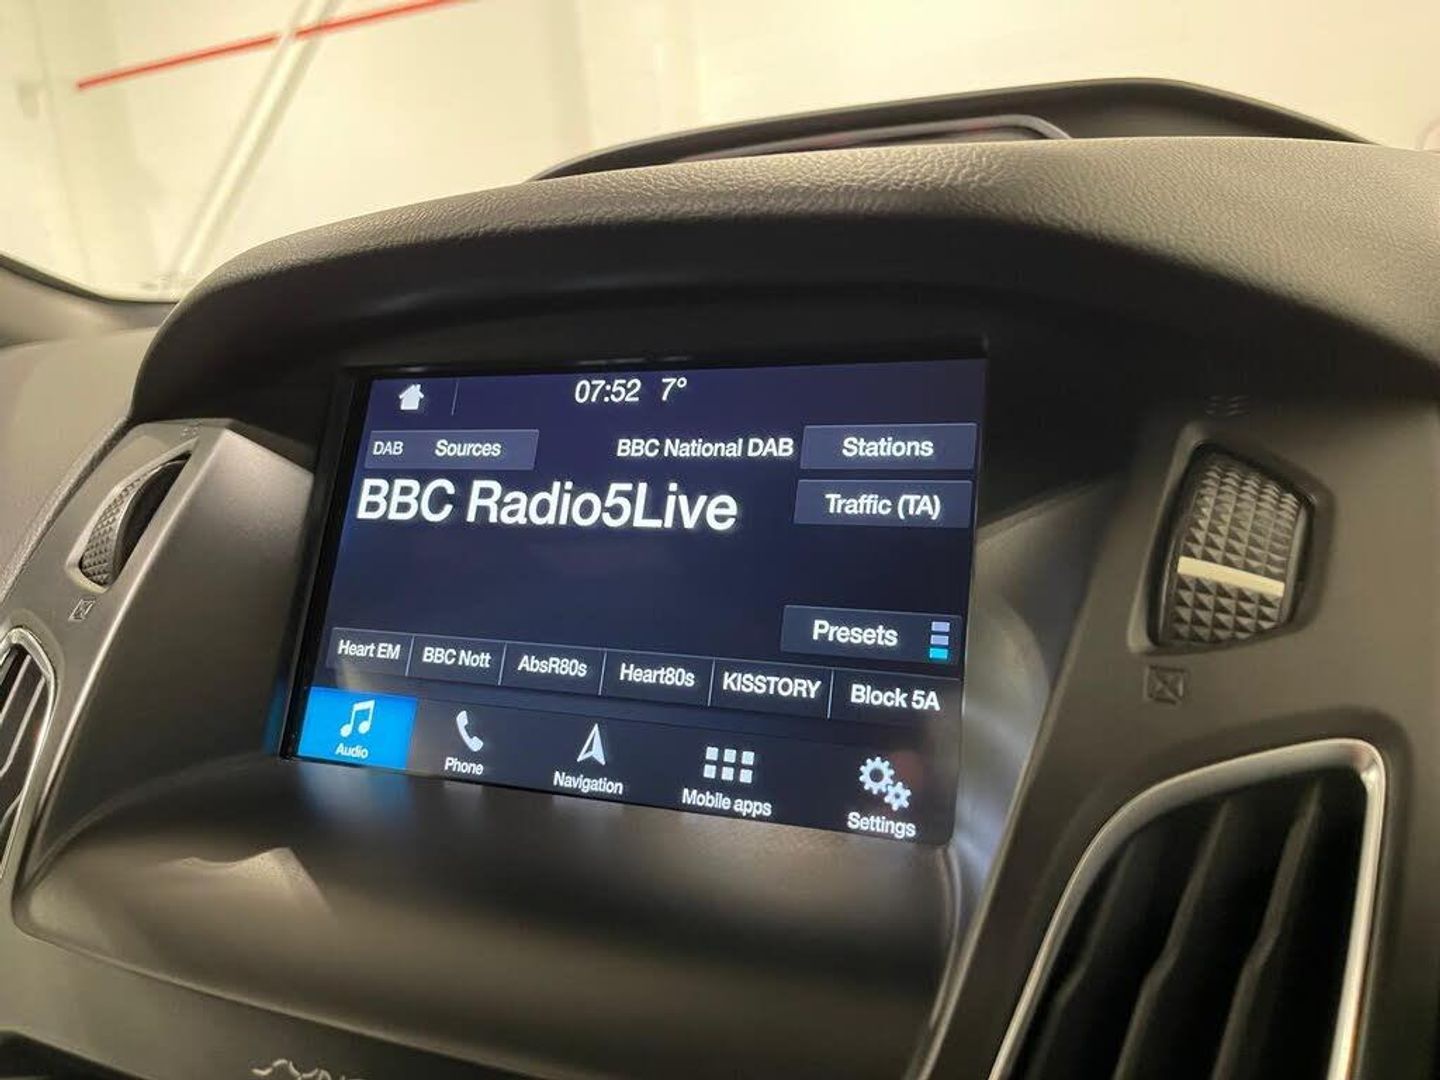 07:52 7°
DAB Sources BBC National DAB Stations
BBC Radio5Live Traffic (TA)
Presets
Heart EM BBC Nott AbsR80s Heart80s KISSTORY Block 5A
Audio Phone Navigation Mobile apps Settings